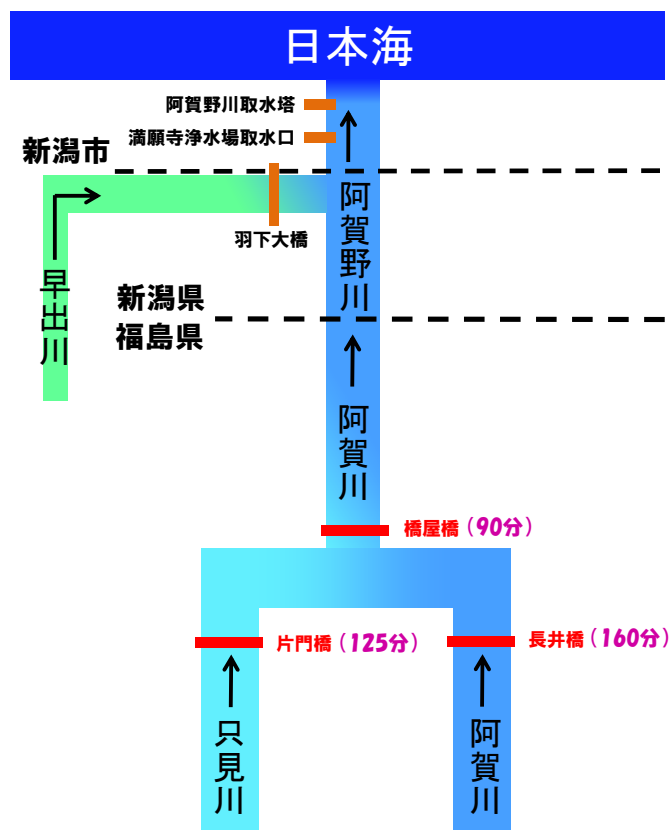 日本海
阿賀野川取水塔
満願寺浄水場取水口
新潟市
羽下大橋
阿賀野川
早出川
新潟県
福島県
阿賀川
橋屋橋（90分）
片門橋（125分）
長井橋（160分）
只見川
阿賀川